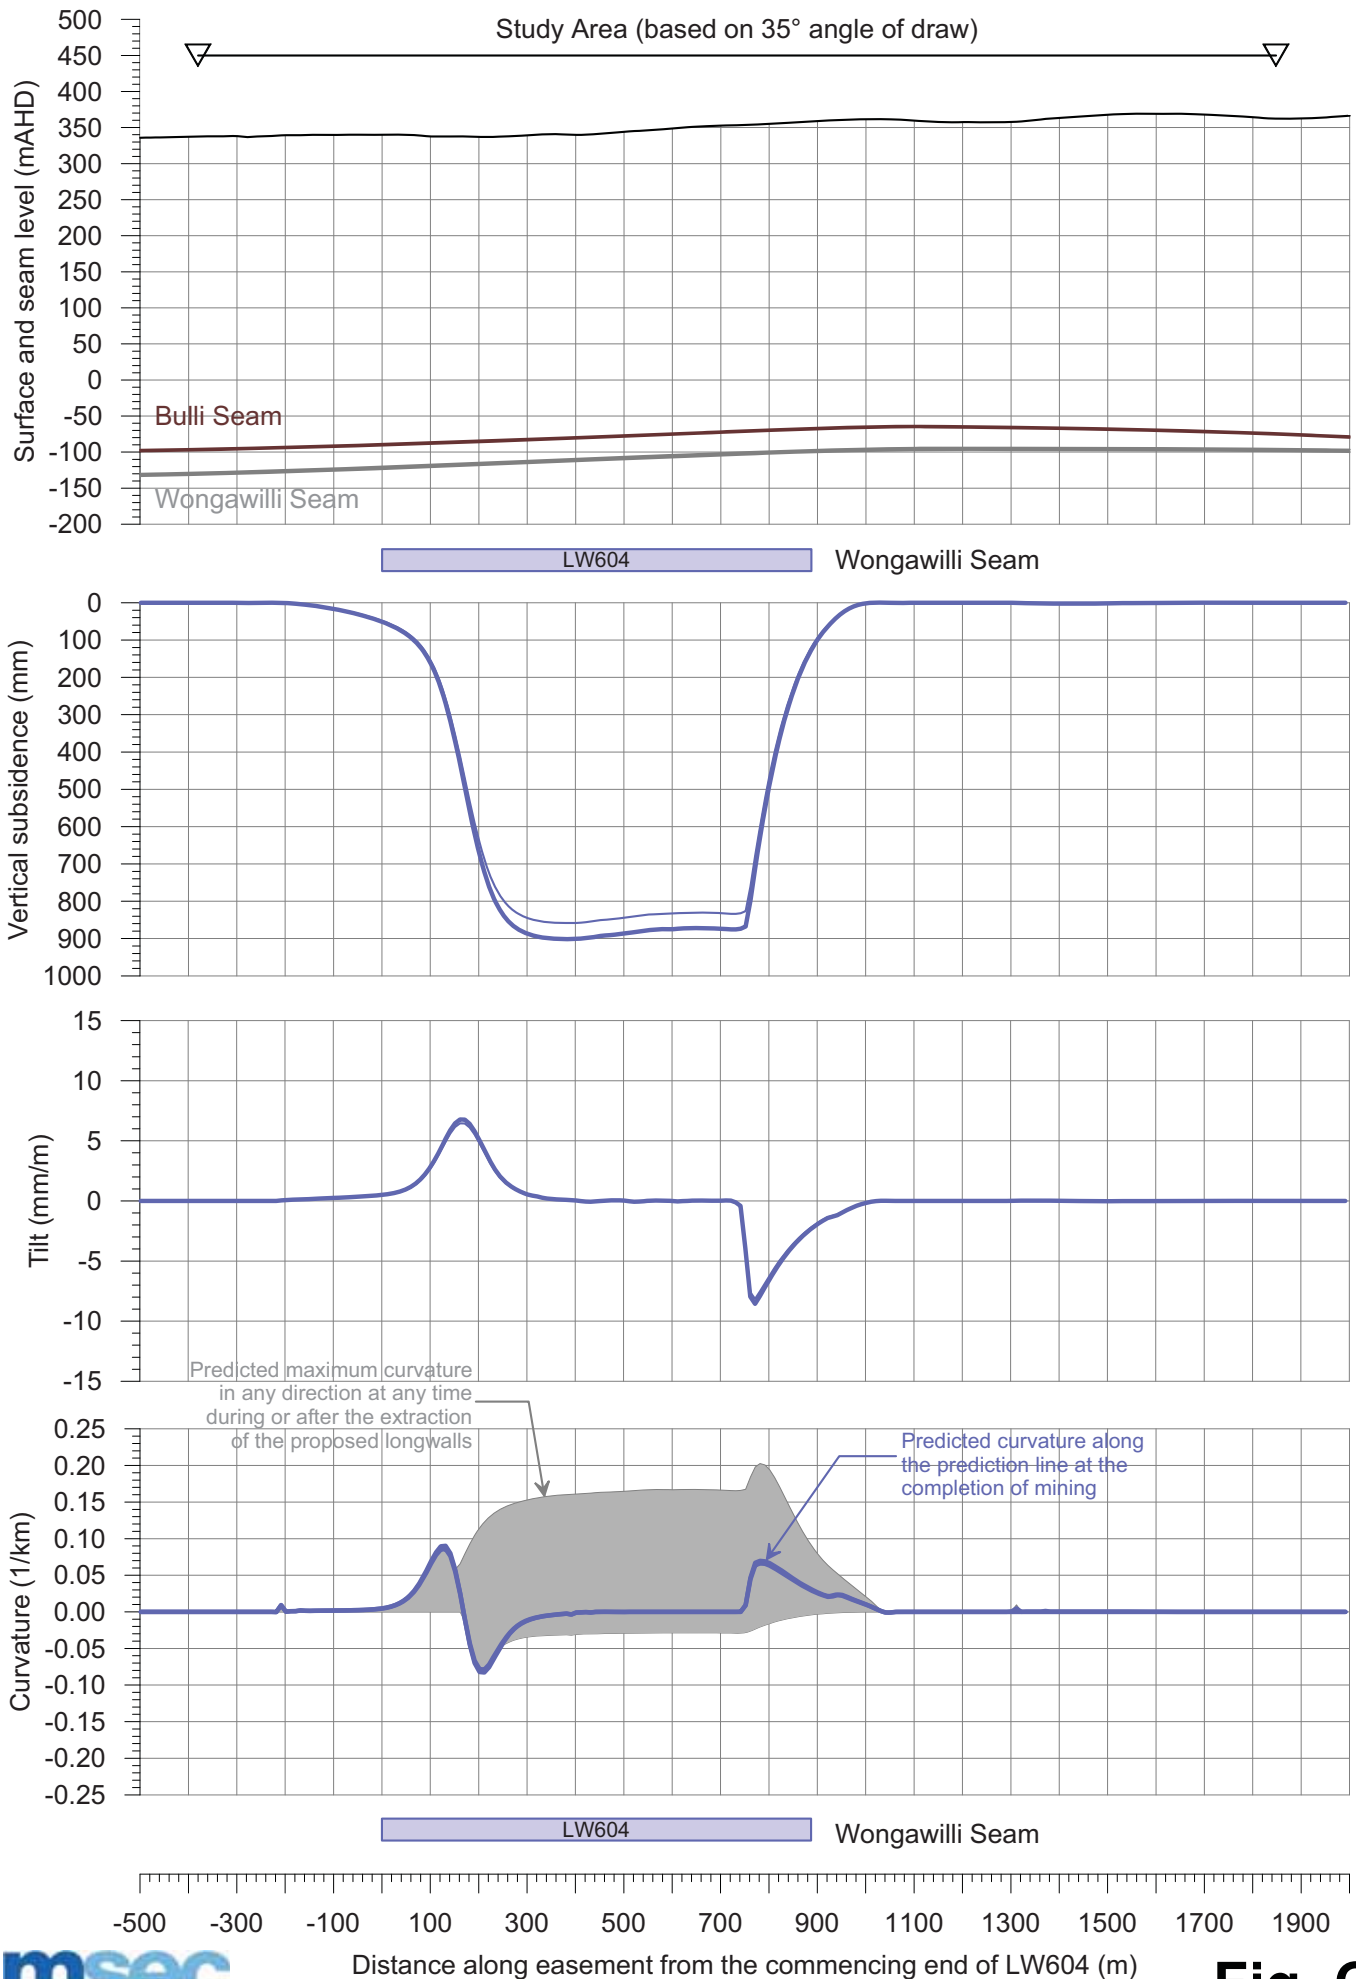 Study Area (based on 35° angle of draw)
500
450
400
350
300
250
200
150
100
50
0
-50
-100
-150
-200
Surface and seam level (mAHD)
Bulli Seam
Wongawilli Seam
LW604
Wongawilli Seam
0
100
200
300
400
500
600
700
800
900
1000
Vertical subsidence (mm)
15
10
5
0
-5
-10
-15
Tilt (mm/m)
Predicted maximum curvature
in any direction at any time
during or after the extraction
of the proposed longwalls
Predicted curvature along
the prediction line at the
completion of mining
0.25
0.20
0.15
0.10
0.05
0.00
-0.05
-0.10
-0.15
-0.20
-0.25
Curvature (1/km)
LW604
Wongawilli Seam
-500 -300 -100 100 300 500 700 900 1100 1300 1500 1700 1900
Distance along easement from the commencing end of LW604 (m)
msec
Fig.